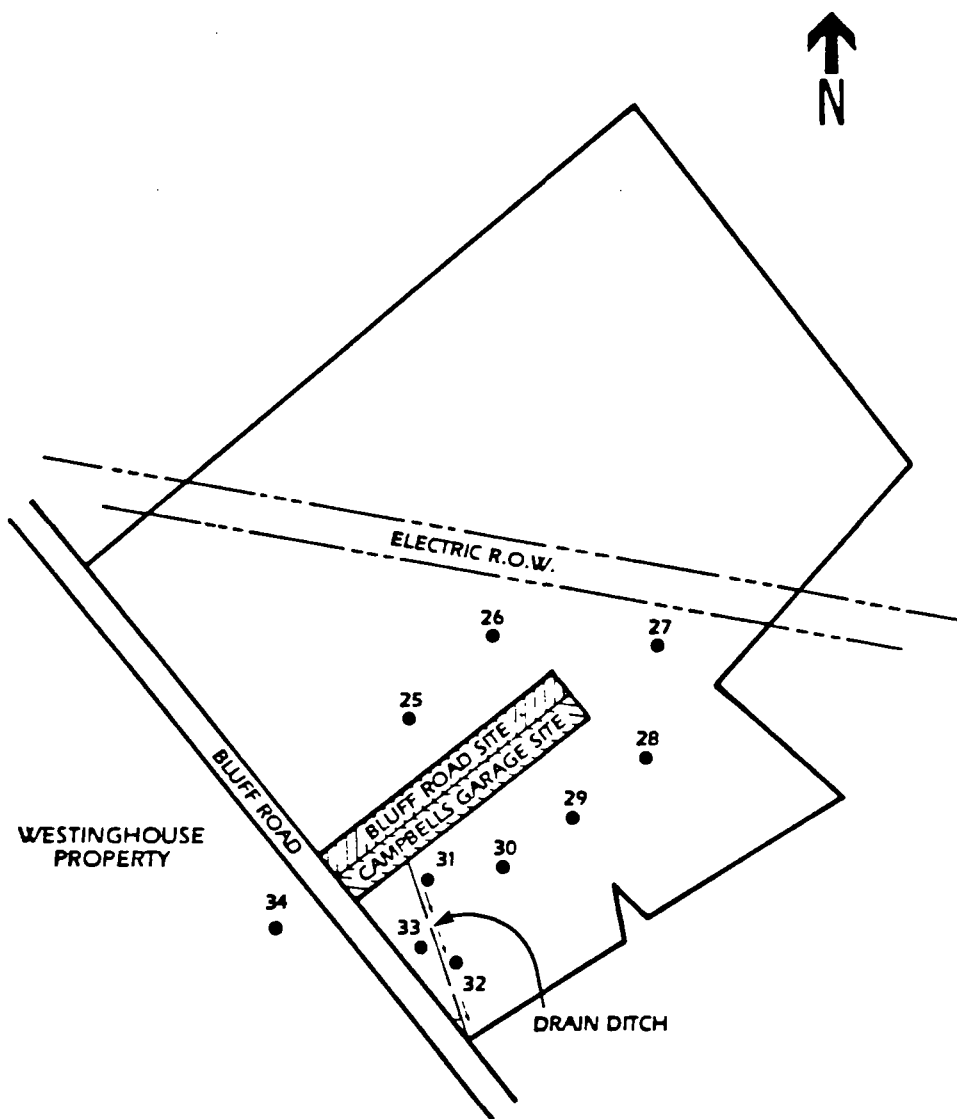 N
ELECTRIC R.O.W.
26
27
25
BLUFF ROAD SITE
CAMPBELLS GARAGE SITE
28
BLUFF ROAD
29
WESTINGHOUSE
PROPERTY
30
31
34
33
32
DRAIN DITCH